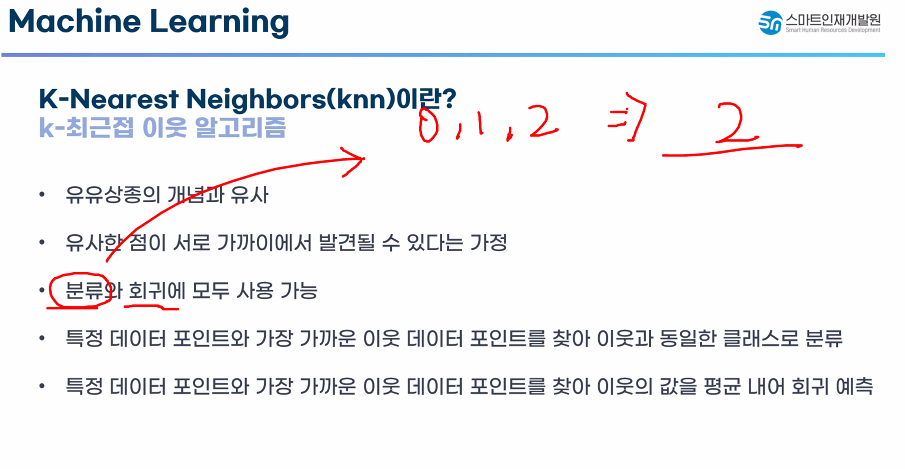 Machine Learning
스마트인재개발원
Smart Human Resources Development
K-Nearest Neighbors(knn)이란?
k-최근접 이웃 알고리즘
0, 1, 2 ⇒ 2
• 유유상종의 개념과 유사
• 유사한 점이 서로 가까이에서 발견될 수 있다는 가정
• 분류와 회귀에 모두 사용 가능
• 특정 데이터 포인트와 가장 가까운 이웃 데이터 포인트를 찾아 이웃과 동일한 클래스로 분류
• 특정 데이터 포인트와 가장 가까운 이웃 데이터 포인트를 찾아 이웃의 값을 평균 내어 회귀 예측